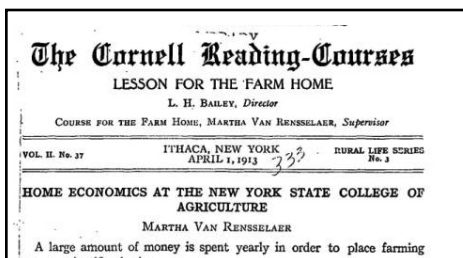 The Cornell Reading-Courses
LESSON FOR THE FARM HOME
L. H. BAILEY, Director
COURSE FOR THE FARM HOME, MARTHA VAN RENSSELAER, Supervisor
VOL. II. No. 37
ITHACA, NEW YORK
APRIL 1, 1913
333
RURAL LIFE SERIES
No. 3
HOME ECONOMICS AT THE NEW YORK STATE COLLEGE OF
AGRICULTURE
MARTHA VAN RENSSELAER
A large amount of money is spent yearly in order to place farming